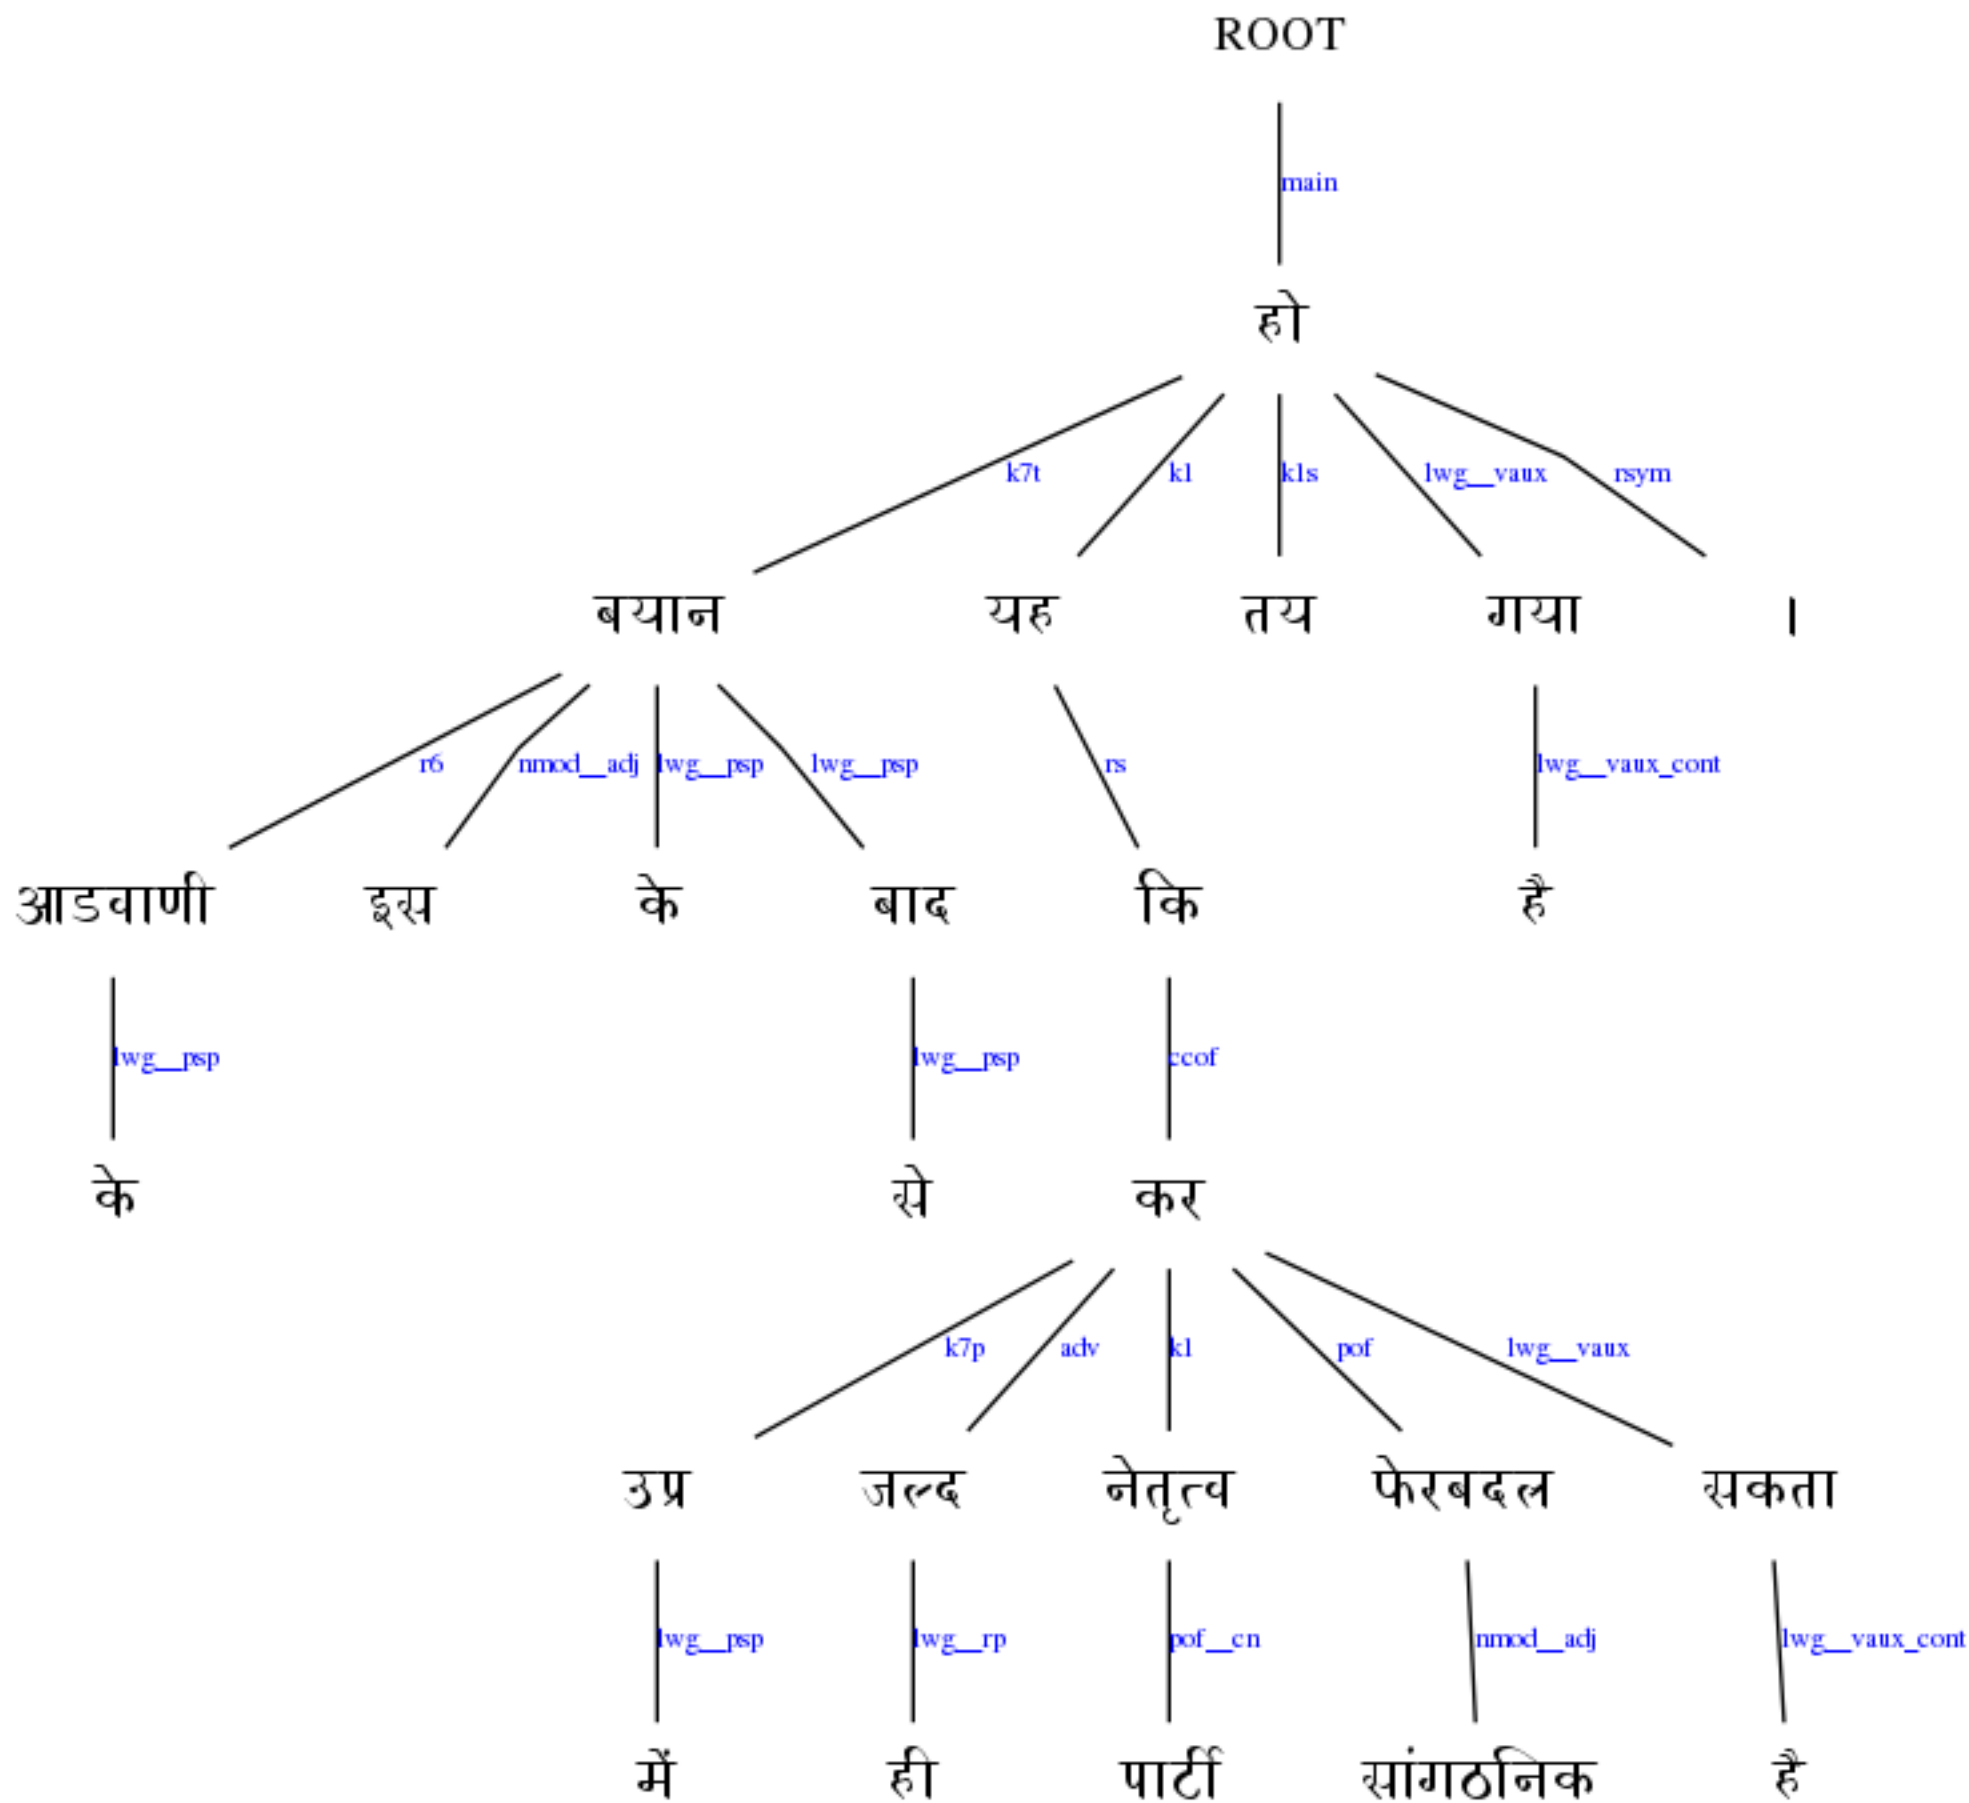 ROOT
main
हो
k7t k1 k1s lwg__vaux rsym
बयान यह तय गया ।
r6 nmod__adj lwg__psp lwg__psp rs lwg__vaux_cont
आडवाणी इस के बाद कि है
lwg__psp lwg__psp ccof
के से कर
k7p adv k1 pof lwg__vaux
उप्र जल्द नेतृत्व फेरबदल सकता
lwg__psp lwg__rp pof__cn nmod__adj lwg__vaux_cont
में ही पार्टी सांगठनिक है